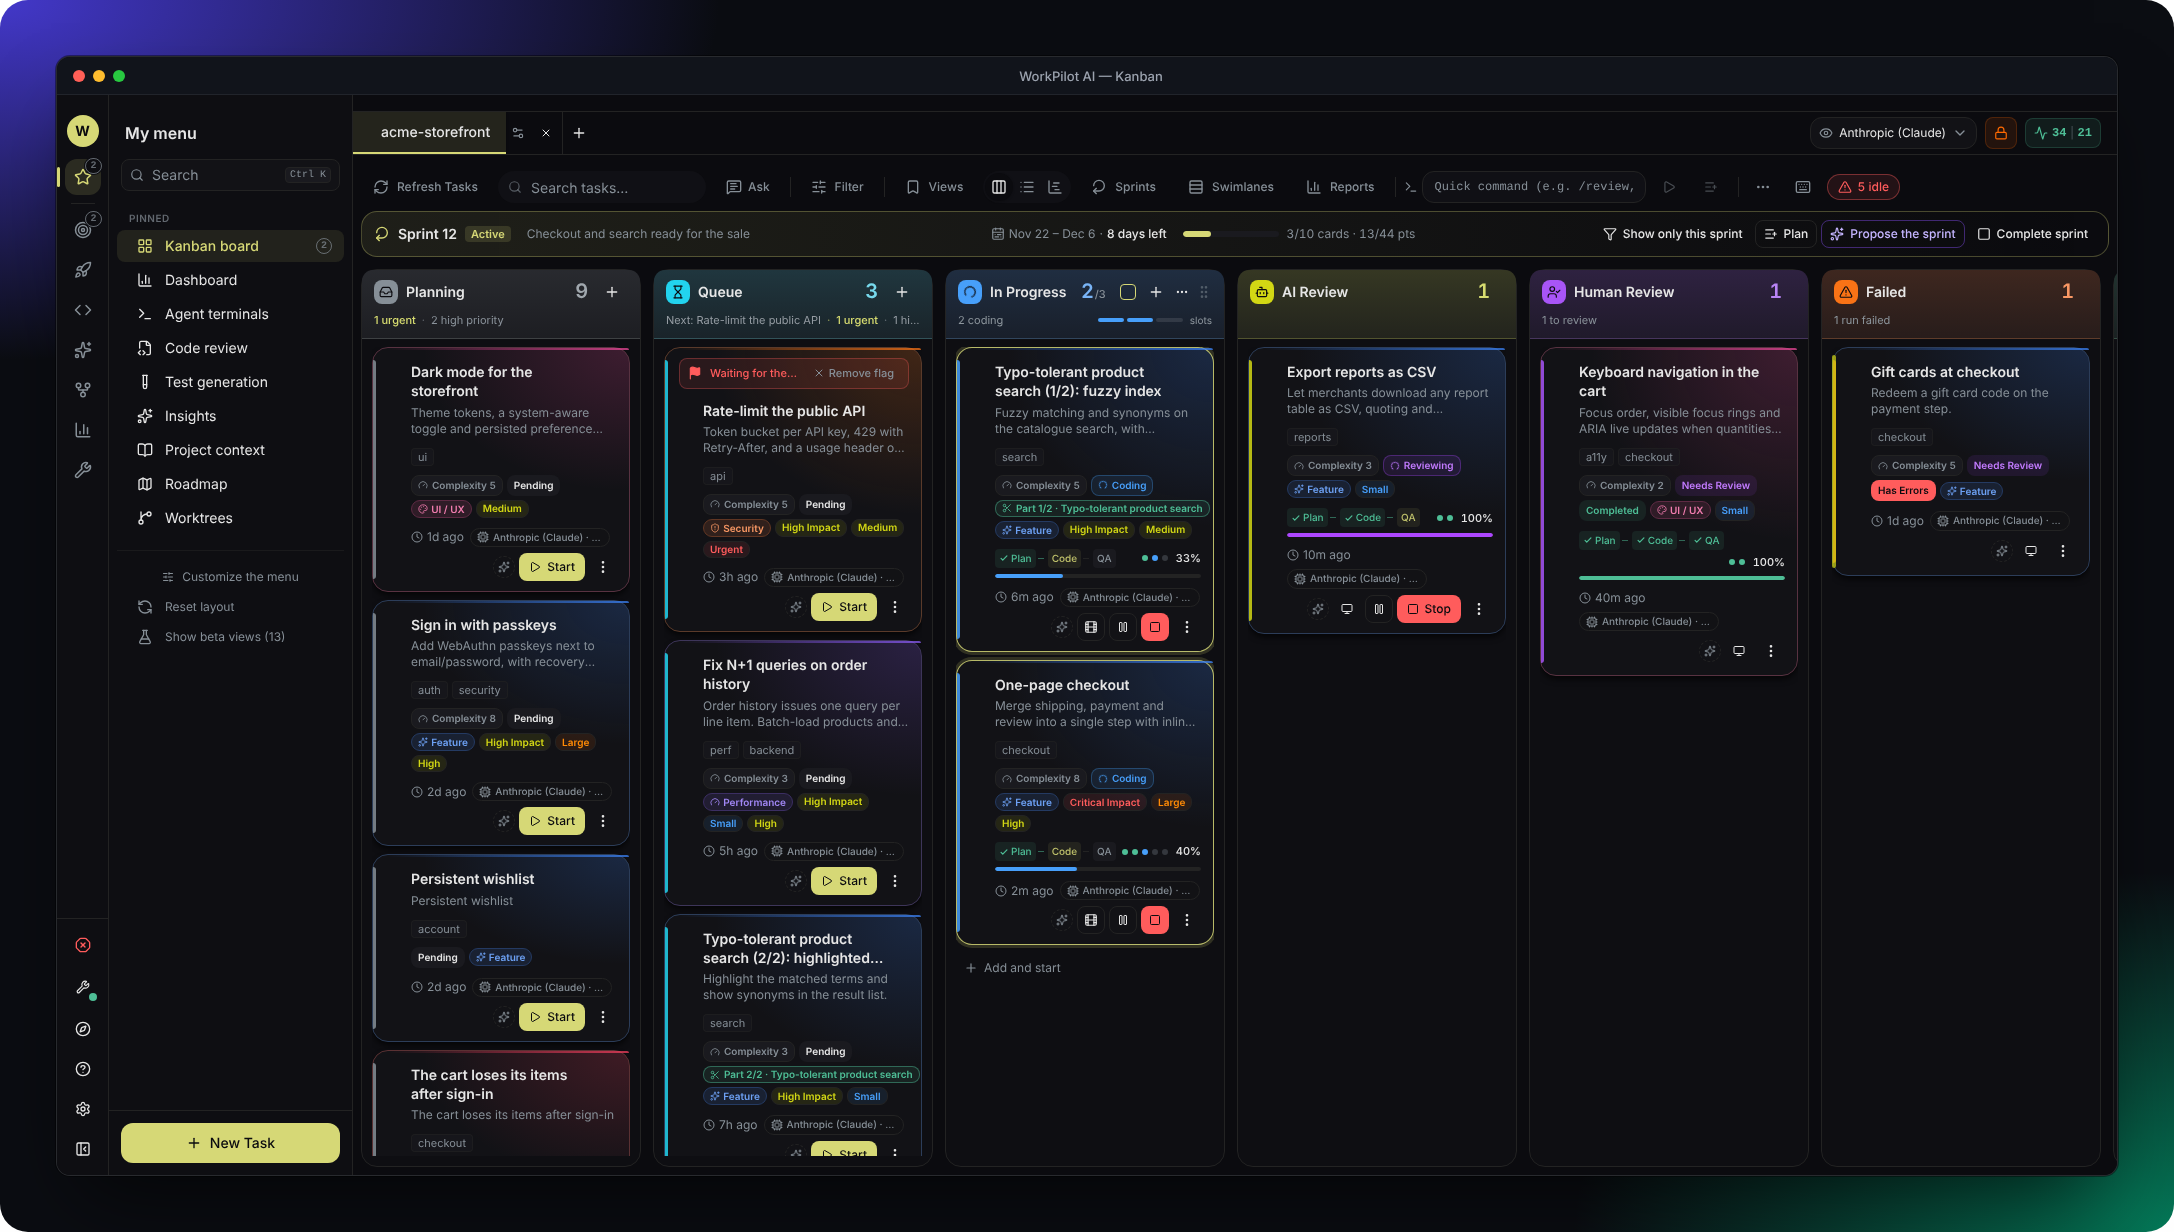 WorkPilot AI — Kanban
W
2
2
My menu
Search
Ctrl K
PINNED
Kanban board
2
Dashboard
Agent terminals
Code review
Test generation
Insights
Project context
Roadmap
Worktrees
Customize the menu
Reset layout
Show beta views (13)
New Task
acme-storefront
Anthropic (Claude)
34 | 21
Refresh Tasks
Search tasks...
Ask
Filter
Views
Sprints
Swimlanes
Reports
Quick command (e.g. /review,
5 idle
Sprint 12
Active
Checkout and search ready for the sale
Nov 22 – Dec 6 · 8 days left
3/10 cards · 13/44 pts
Show only this sprint
Plan
Propose the sprint
Complete sprint
Planning
9
1 urgent · 2 high priority
Dark mode for the
storefront
Theme tokens, a system-aware
toggle and persisted preference...
ui
Complexity 5
Pending
UI / UX
Medium
1d ago
Anthropic (Claude) · ...
Start
Sign in with passkeys
Add WebAuthn passkeys next to
email/password, with recovery...
auth
security
Complexity 8
Pending
Feature
High Impact
Large
High
2d ago
Anthropic (Claude) · ...
Start
Persistent wishlist
Persistent wishlist
account
Pending
Feature
2d ago
Anthropic (Claude) · ...
Start
The cart loses its items
after sign-in
The cart loses its items after sign-in
checkout
Queue
3
Next: Rate-limit the public API · 1 urgent · 1 hi...
Waiting for the...
Remove flag
Rate-limit the public API
Token bucket per API key, 429 with
Retry-After, and a usage header o...
api
Complexity 5
Pending
Security
High Impact
Medium
Urgent
3h ago
Anthropic (Claude) · ...
Start
Fix N+1 queries on order
history
Order history issues one query per
line item. Batch-load products and...
perf
backend
Complexity 3
Pending
Performance
High Impact
Small
High
5h ago
Anthropic (Claude) · ...
Start
Typo-tolerant product
search (2/2): highlighted...
Highlight the matched terms and
show synonyms in the result list.
search
Complexity 3
Pending
Part 2/2 · Typo-tolerant product search
Feature
High Impact
Small
7h ago
Anthropic (Claude) · ...
Start
In Progress
2/3
2 coding
slots
Typo-tolerant product
search (1/2): fuzzy index
Fuzzy matching and synonyms on
the catalogue search, with...
search
Complexity 5
Coding
Part 1/2 · Typo-tolerant product search
Feature
High Impact
Medium
Plan – Code – QA
33%
6m ago
Anthropic (Claude) · ...
One-page checkout
Merge shipping, payment and
review into a single step with inlin...
checkout
Complexity 8
Coding
Feature
Critical Impact
Large
High
Plan – Code – QA
40%
2m ago
Anthropic (Claude) · ...
Add and start
AI Review
1
Export reports as CSV
Let merchants download any report
table as CSV, quoting and...
reports
Complexity 3
Reviewing
Feature
Small
Plan – Code – QA
100%
10m ago
Anthropic (Claude) · ...
Stop
Human Review
1
1 to review
Keyboard navigation in the
cart
Focus order, visible focus rings and
ARIA live updates when quantities...
a11y
checkout
Complexity 2
Needs Review
Completed
UI / UX
Small
Plan – Code – QA
100%
40m ago
Anthropic (Claude) · ...
Failed
1
1 run failed
Gift cards at checkout
Redeem a gift card code on the
payment step.
checkout
Complexity 5
Needs Review
Has Errors
Feature
1d ago
Anthropic (Claude) · ...